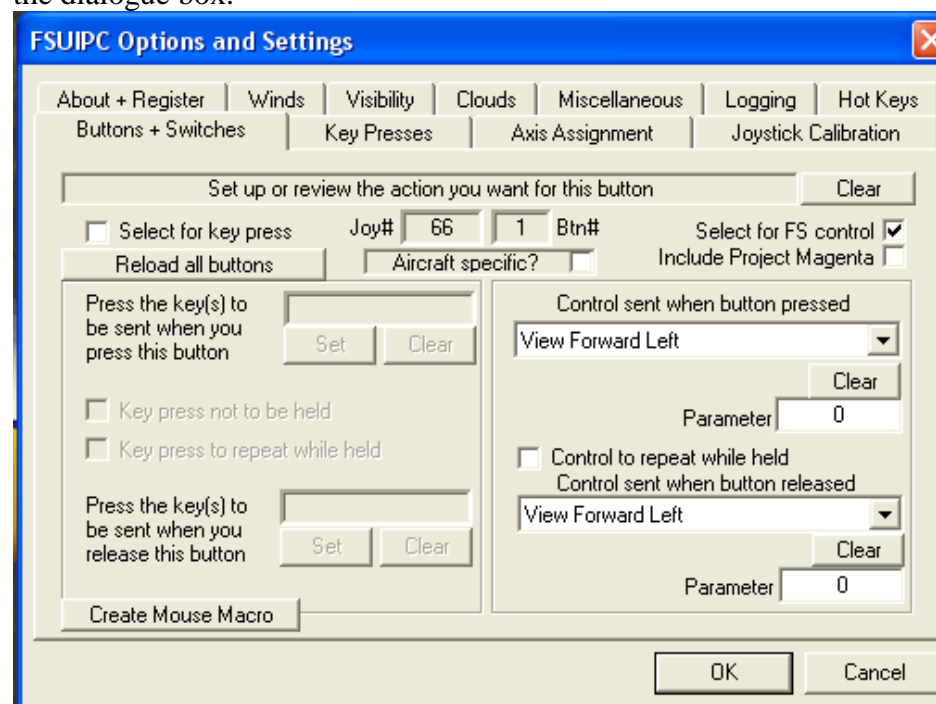 the dialogue box.
FSUIPC Options and Settings
About + Register Winds Visibility Clouds Miscellaneous Logging Hot Keys
Buttons + Switches Key Presses Axis Assignment Joystick Calibration
Set up or review the action you want for this button Clear
Select for key press Joy# 66 1 Btn# Select for FS control
Reload all buttons Aircraft specific? Include Project Magenta
Press the key(s) to
be sent when you
press this button
Set Clear
Key press not to be held
Key press to repeat while held
Press the key(s) to
be sent when you
release this button
Set Clear
Create Mouse Macro
Control sent when button pressed
View Forward Left
Clear
Parameter 0
Control to repeat while held
Control sent when button released
View Forward Left
Clear
Parameter 0
OK Cancel